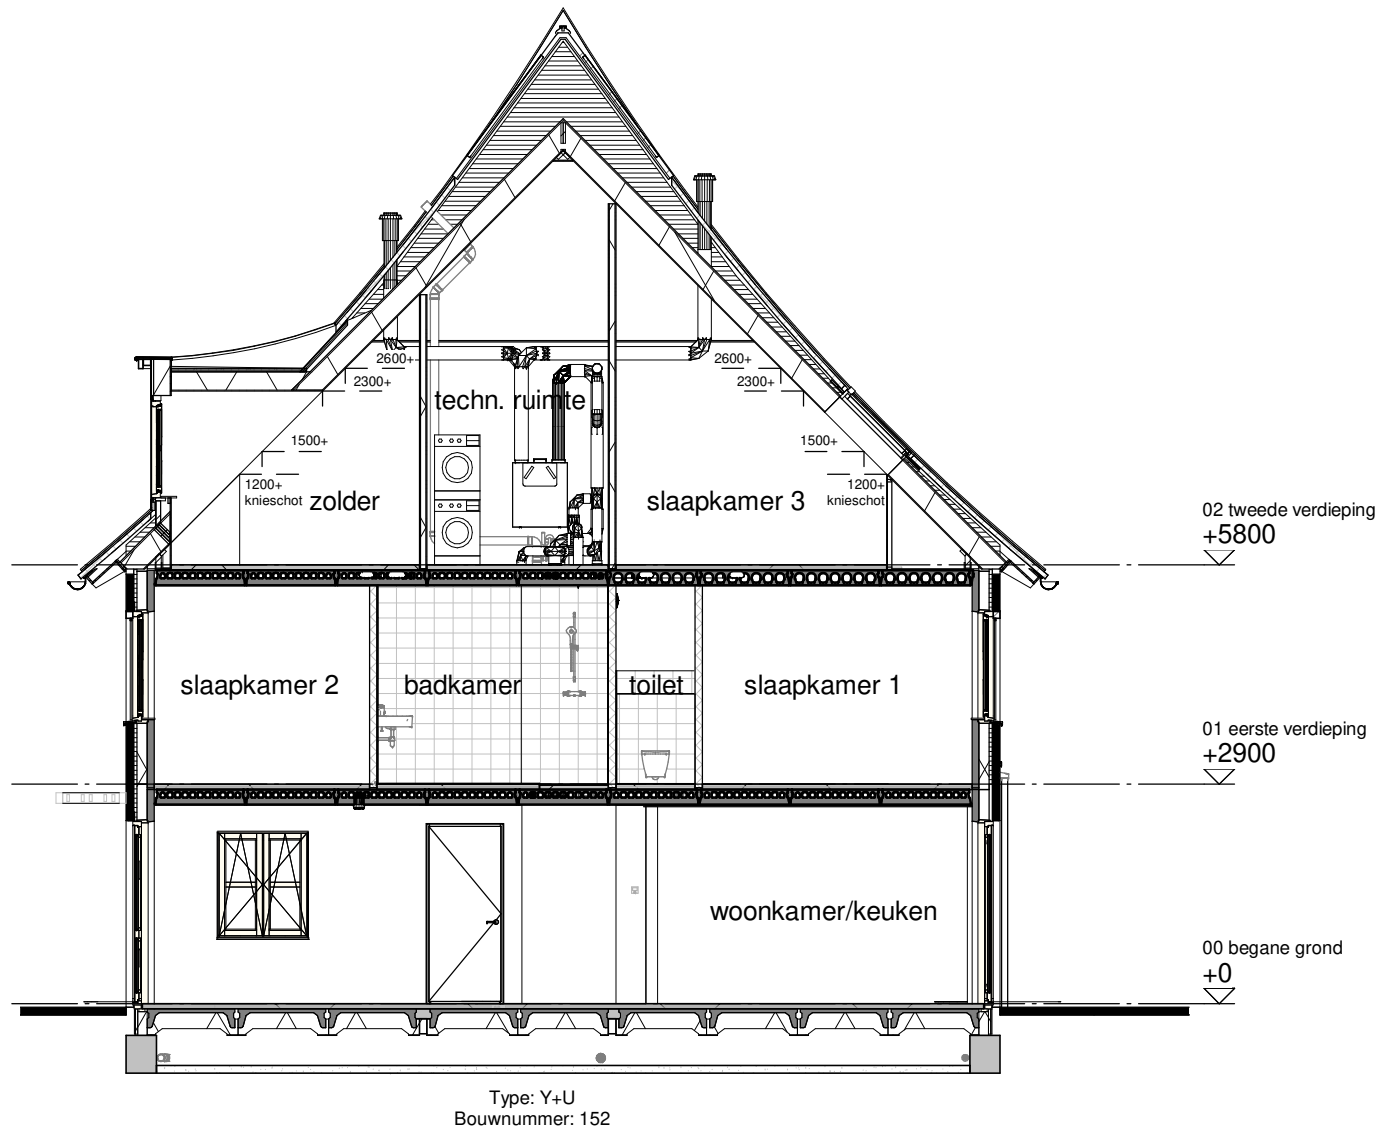 2600+
2600+
2300+
2300+
techn. ruimte
1500+
1500+
1200+
knieschot
1200+
knieschot
zolder
slaapkamer 3
02 tweede verdieping
+5800
slaapkamer 2
badkamer
toilet
slaapkamer 1
01 eerste verdieping
+2900
woonkamer/keuken
00 begane grond
+0
Type: Y+U
Bouwnummer: 152